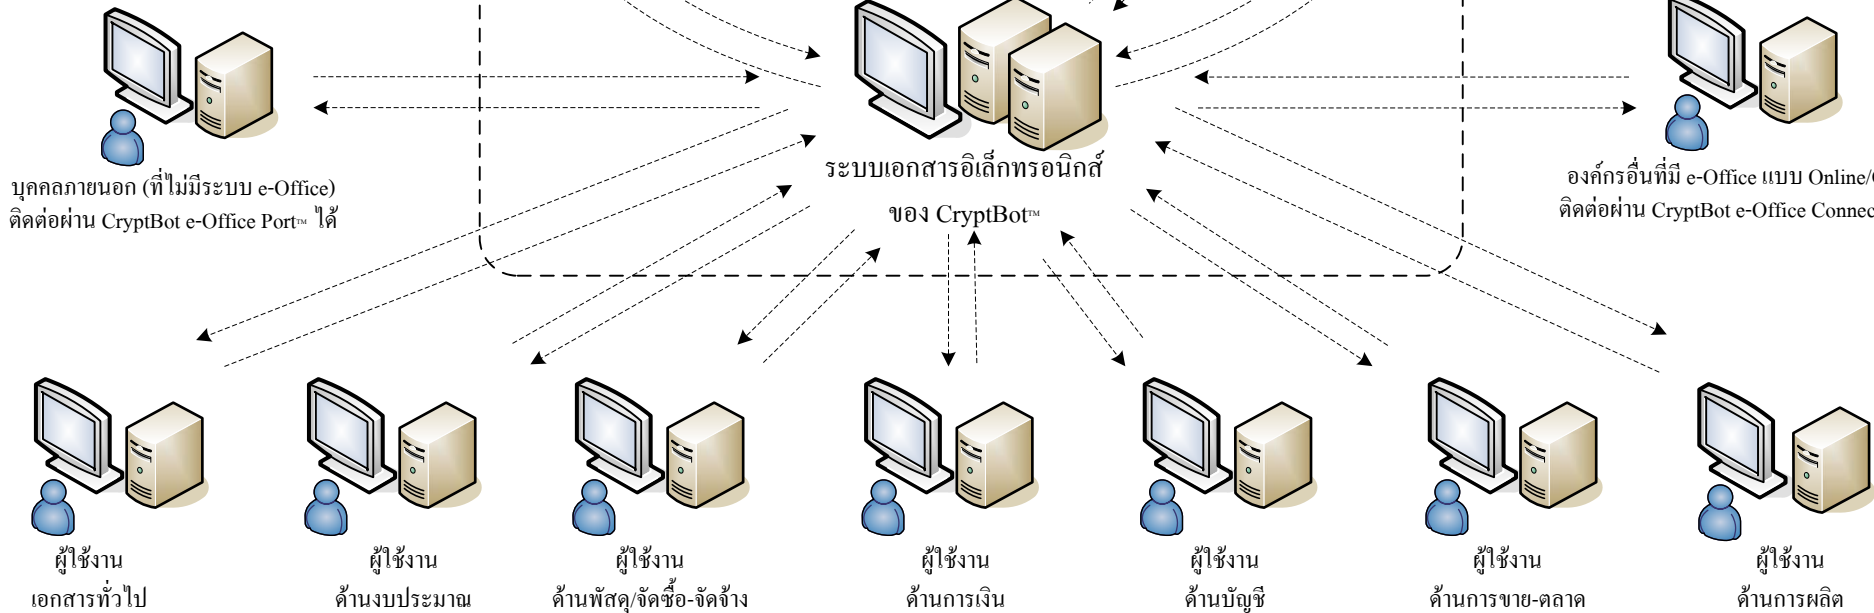 ระบบเอกสารอิเล็กทรอนิกส์
ของ CryptBot™
บุคคลภายนอก (ที่ไม่มีระบบ e-Office)
ติดต่อผ่าน CryptBot e-Office Port™ ได้
องค์กรอื่นที่มี e-Office แบบ Online/
ติดต่อผ่าน CryptBot e-Office Connec
ผู้ใช้งาน
เอกสารทั่วไป
ผู้ใช้งาน
ด้านงบประมาณ
ผู้ใช้งาน
ด้านพัสดุ/จัดซื้อ-จัดจ้าง
ผู้ใช้งาน
ด้านการเงิน
ผู้ใช้งาน
ด้านบัญชี
ผู้ใช้งาน
ด้านการขาย-ตลาด
ผู้ใช้งาน
ด้านการผลิต